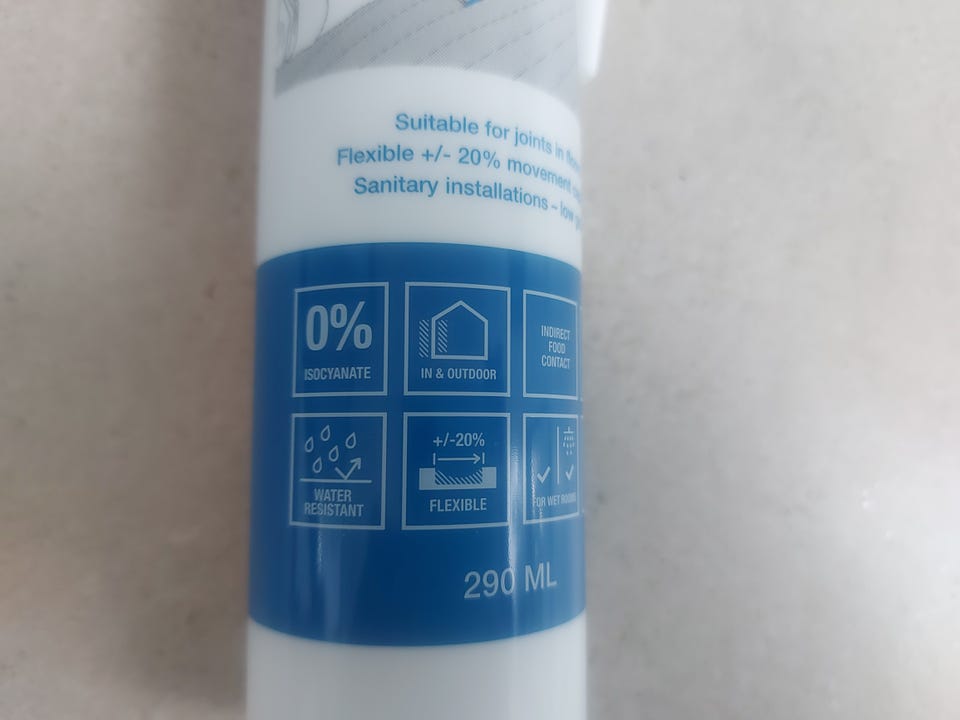 Suitable for joints in
Flexible +/- 20% movement
Sanitary installations – low
0%
ISOCYANATE
IN & OUTDOOR
INDIRECT
FOOD
CONTACT
WATER
RESISTANT
+/-20%
FLEXIBLE
FOR WET ROOMS
290 ML